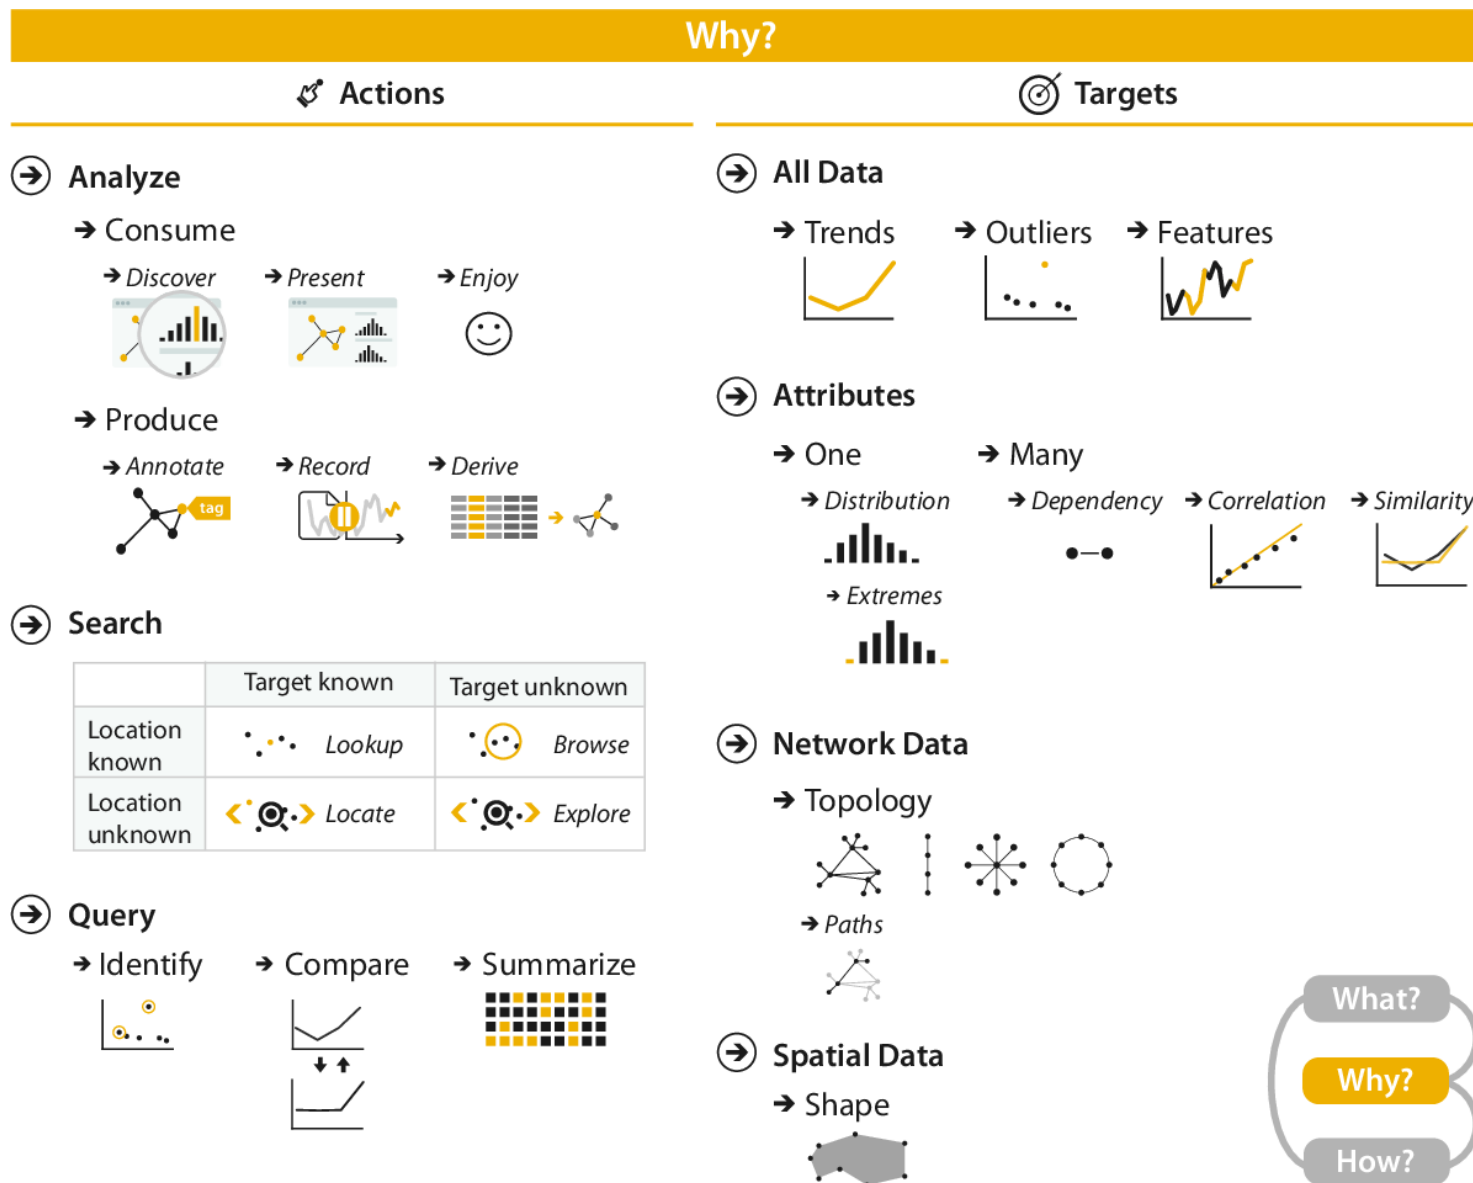 Why?
Actions
Analyze
Consume
Discover
Present
Enjoy
Produce
Annotate
Record
Derive
tag
Search
Target known
Target unknown
Location
known
Lookup
Browse
Location
unknown
Locate
Explore
Query
Identify
Compare
Summarize
Targets
All Data
Trends
Outliers
Features
Attributes
One
Many
Distribution
Dependency
Correlation
Similarity
Extremes
Network Data
Topology
Paths
Spatial Data
Shape
What?
Why?
How?